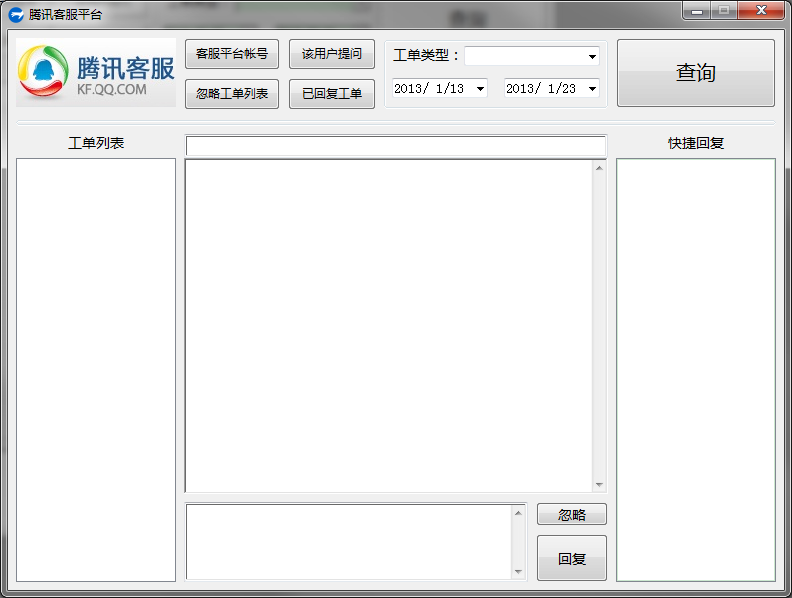 腾讯客服平台
腾讯客服
KF.QQ.COM
客服平台帐号
该用户提问
忽略工单列表
已回复工单
工单类型：
2013/ 1/13
2013/ 1/23
查询
工单列表
快捷回复
忽略
回复